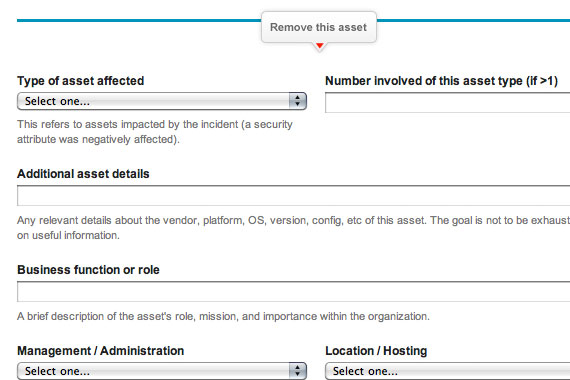 Remove this asset
Type of asset affected
Number involved of this asset type (if >1)
Select one...
This refers to assets impacted by the incident (a security
attribute was negatively affected).
Additional asset details
Any relevant details about the vendor, platform, OS, version, config, etc of this asset. The goal is not to be exhaust
on useful information.
Business function or role
A brief description of the asset's role, mission, and importance within the organization.
Management / Administration
Location / Hosting
Select one...
Select one...